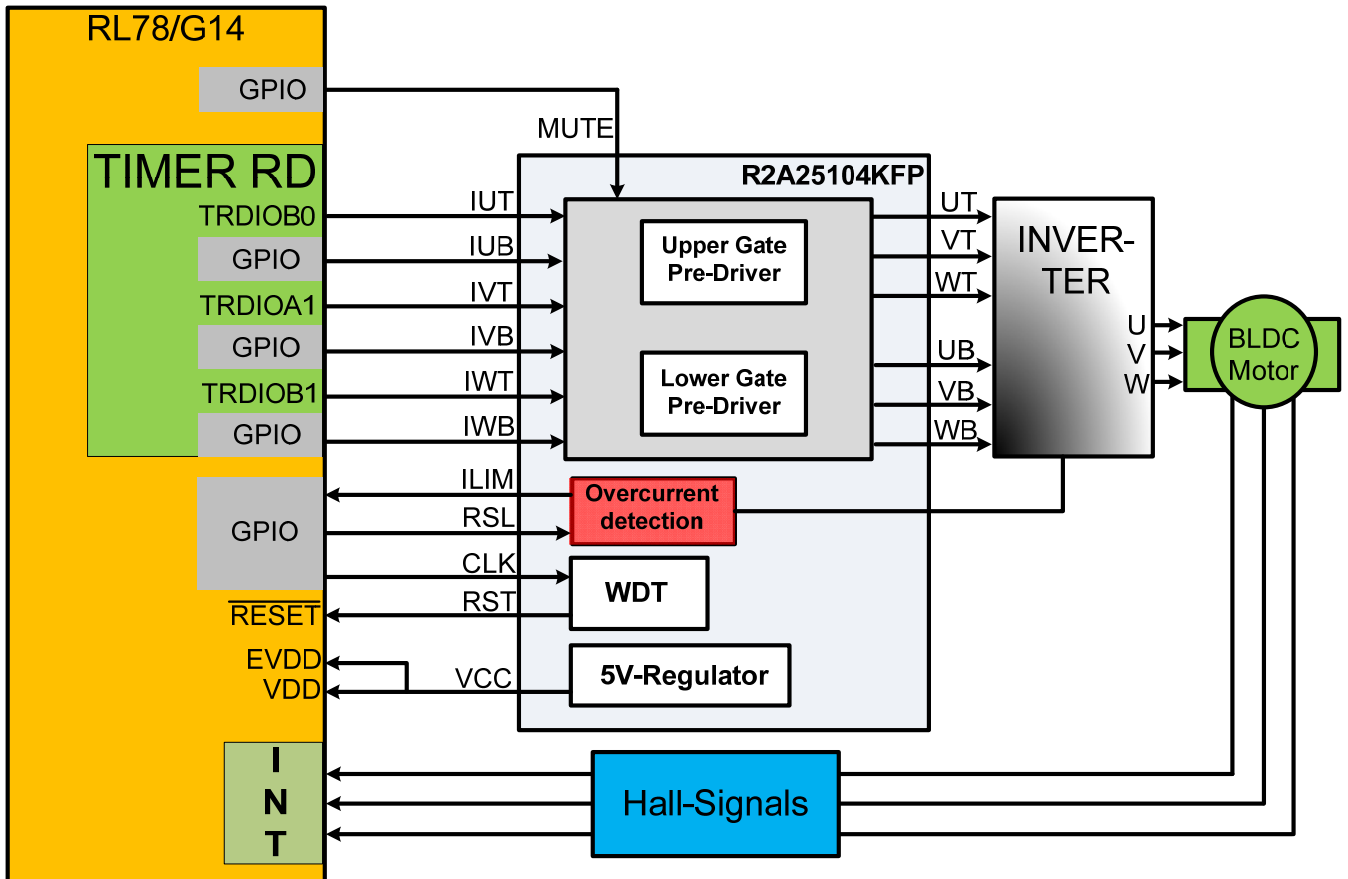 RL78/G14
GPIO
MUTE
TIMER RD
R2A25104KFP
TRDIOB0
IUT
GPIO
IUB
TRDIOA1
IVT
GPIO
IVB
TRDIOB1
IWT
GPIO
IWB
Upper Gate
Pre-Driver
Lower Gate
Pre-Driver
UT
VT
WT
UB
VB
WB
INVER-
TER
U
V
W
BLDC
Motor
GPIO
ILIM
RSL
CLK
RST
Overcurrent
detection
WDT
RESET
EVDD
VDD
VCC
5V-Regulator
I
N
T
Hall-Signals